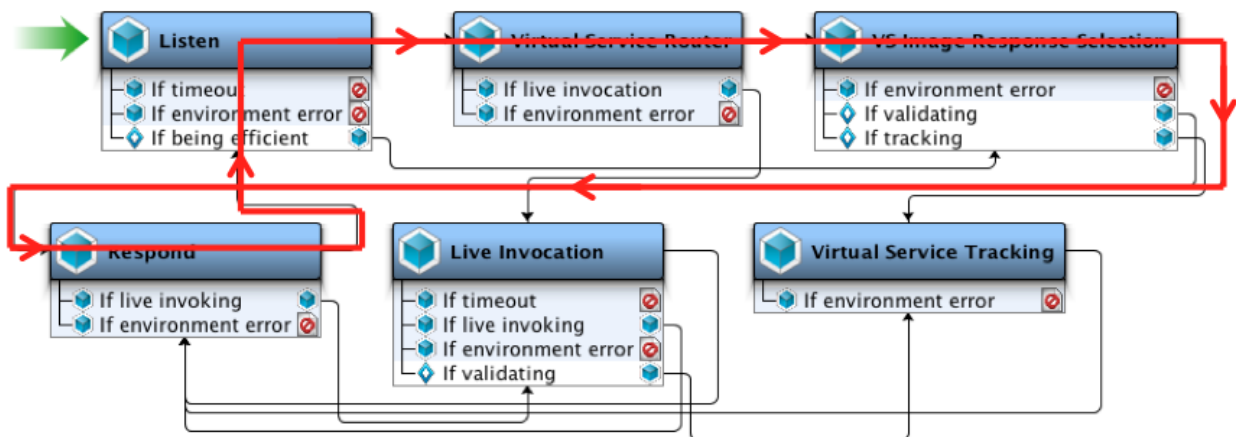 Listen
If timeout
If environment error
If being efficient
Virtual Service Router
If live invocation
If environment error
VS Image Response Selection
If environment error
If validating
If tracking
Respond
If live invoking
If environment error
Live Invocation
If timeout
If live invoking
If environment error
If validating
Virtual Service Tracking
If environment error